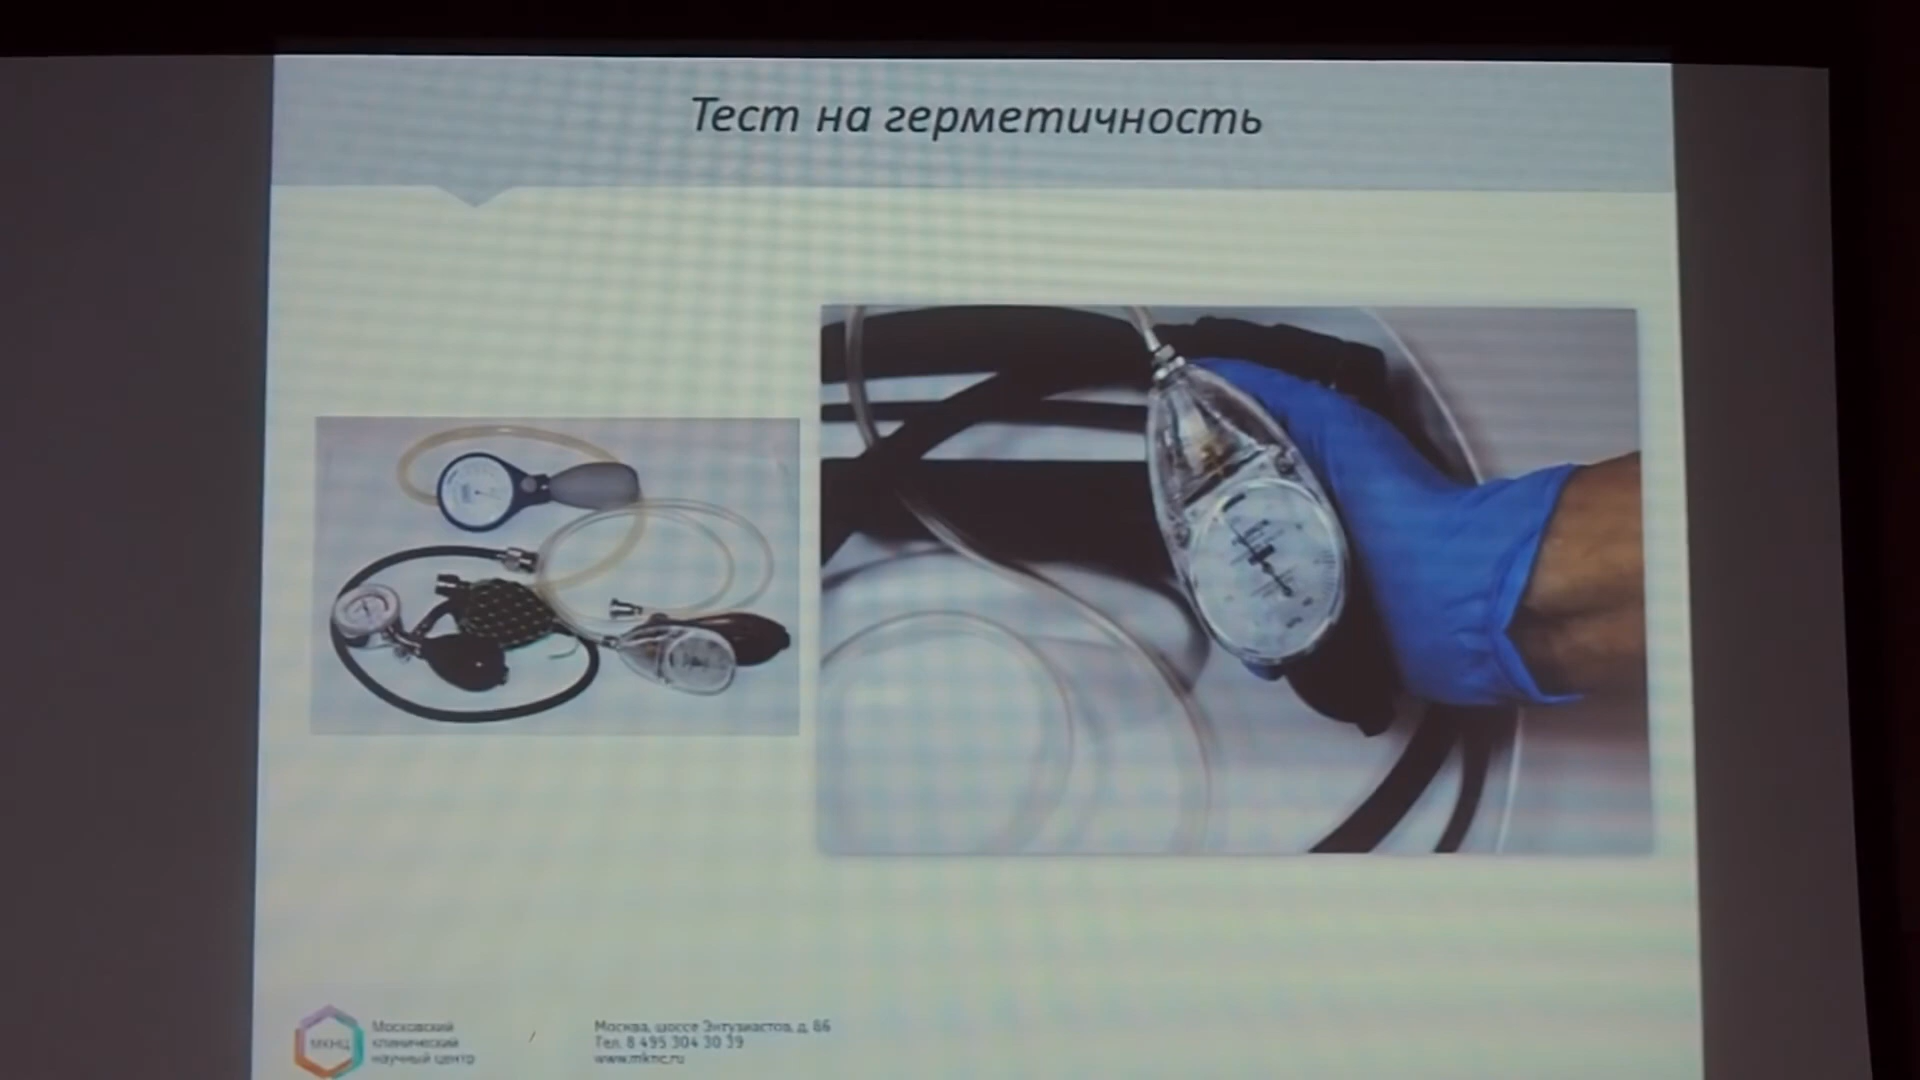 Тест на герметичность
МКНЦ
Московский
клинический
научный центр
/
Москва, шоссе Энтузиастов, д. 86
Тел. 8 495 304 30 39
www.mknc.ru